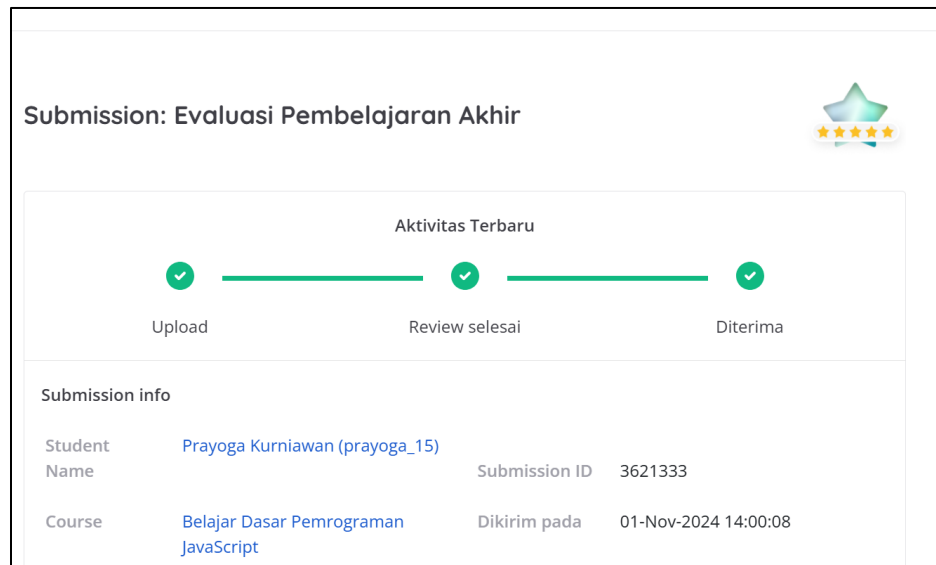 Submission: Evaluasi Pembelajaran Akhir
Aktivitas Terbaru
Upload
Review selesai
Diterima
Submission info
Student
Name
Prayoga Kurniawan (prayoga_15)
Submission ID
3621333
Course
Belajar Dasar Pemrograman
JavaScript
Dikirim pada
01-Nov-2024 14:00:08